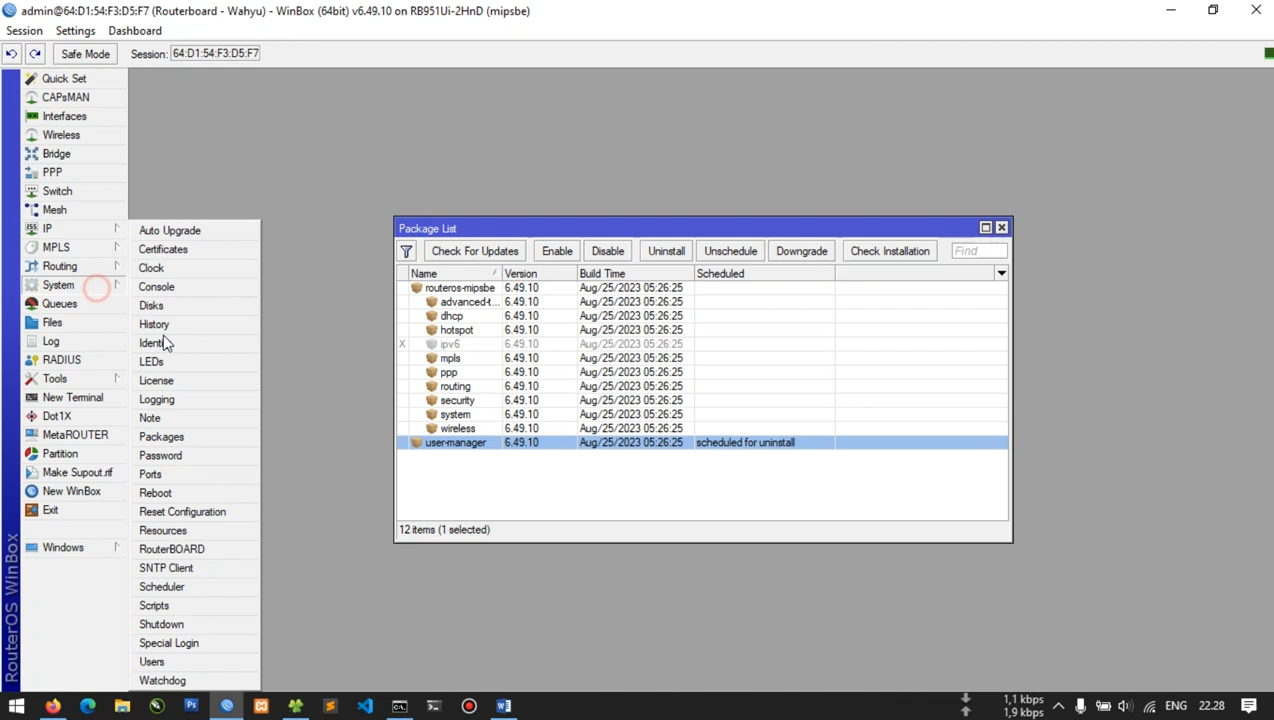 admin@64:D1:54:F3:D5:F7 (Routerboard - Wahyu) - WinBox (64bit) v6.49.10 on RB951Ui-2HnD (mipsbe)
Session Settings Dashboard
Safe Mode Session: 64:D1:54:F3:D5:F7
Quick Set
CAPsMAN
Interfaces
Wireless
Bridge
PPP
Switch
Mesh
IP
MPLS
Routing
System
Queues
Files
Log
RADIUS
Tools
New Terminal
Dot1X
MetaROUTER
Partition
Make Supout.rif
New WinBox
Exit
Windows
RouterOS WinBox
Auto Upgrade
Certificates
Clock
Console
Disks
History
Identi
LEDs
License
Logging
Note
Packages
Password
Ports
Reboot
Reset Configuration
Resources
RouterBOARD
SNTP Client
Scheduler
Scripts
Shutdown
Special Login
Users
Watchdog
Package List
Check For Updates Enable Disable Uninstall Unschedule Downgrade Check Installation Find
Name Version Build Time Scheduled
routeros-mipsbe 6.49.10 Aug/25/2023 05:26:25
advanced-t... 6.49.10 Aug/25/2023 05:26:25
dhcp 6.49.10 Aug/25/2023 05:26:25
hotspot 6.49.10 Aug/25/2023 05:26:25
X ipv6 6.49.10 Aug/25/2023 05:26:25
mpls 6.49.10 Aug/25/2023 05:26:25
ppp 6.49.10 Aug/25/2023 05:26:25
routing 6.49.10 Aug/25/2023 05:26:25
security 6.49.10 Aug/25/2023 05:26:25
system 6.49.10 Aug/25/2023 05:26:25
wireless 6.49.10 Aug/25/2023 05:26:25
user-manager 6.49.10 Aug/25/2023 05:26:25 scheduled for uninstall
12 items (1 selected)
1,1 kbps
1,9 kbps
ENG 22.28